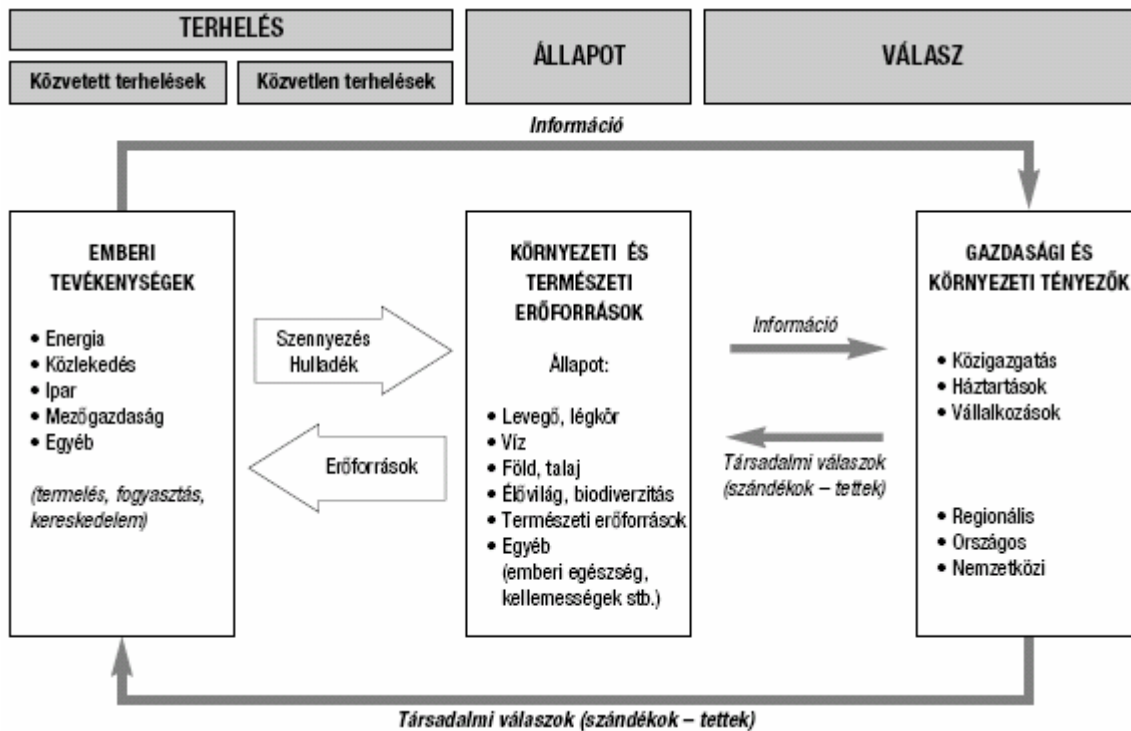 TERHELÉS
Közvetett terhelések
Közvetlen terhelések
ÁLLAPOT
VÁLASZ
Információ
EMBERI
TEVÉKENYSÉGEK
• Energia
• Közlekedés
• Ipar
• Mezőgazdaság
• Egyéb
(termelés, fogyasztás,
kereskedelem)
Szennyezés
Hulladék
Erőforrások
KÖRNYEZETI ÉS
TERMÉSZETI
ERŐFORRÁSOK
Állapot:
• Levegő, légkör
• Víz
• Föld, talaj
• Élővilág, biodiverzitás
• Természeti erőforrások
• Egyéb
(emberi egészség,
kellemességek stb.)
Információ
Társadalmi válaszok
(szándékok – tettek)
GAZDASÁGI ÉS
KÖRNYEZETI TÉNYEZŐK
• Közigazgatás
• Háztartások
• Vállalkozások
• Regionális
• Országos
• Nemzetközi
Társadalmi válaszok (szándékok – tettek)